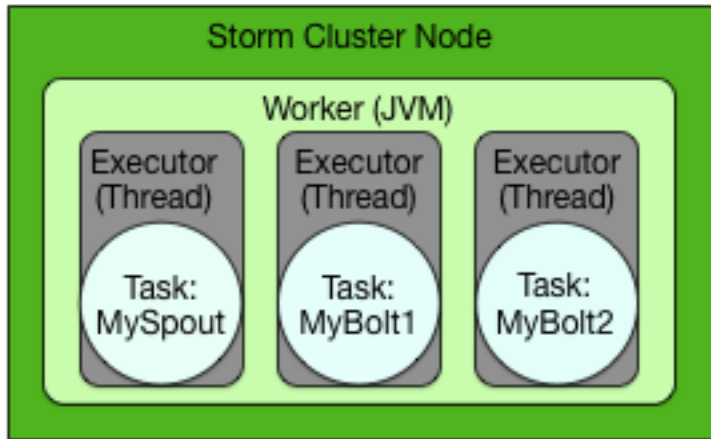 Storm Cluster Node
Worker (JVM)
Executor
(Thread)
Task:
MySpout
Executor
(Thread)
Task:
MyBolt1
Executor
(Thread)
Task:
MyBolt2